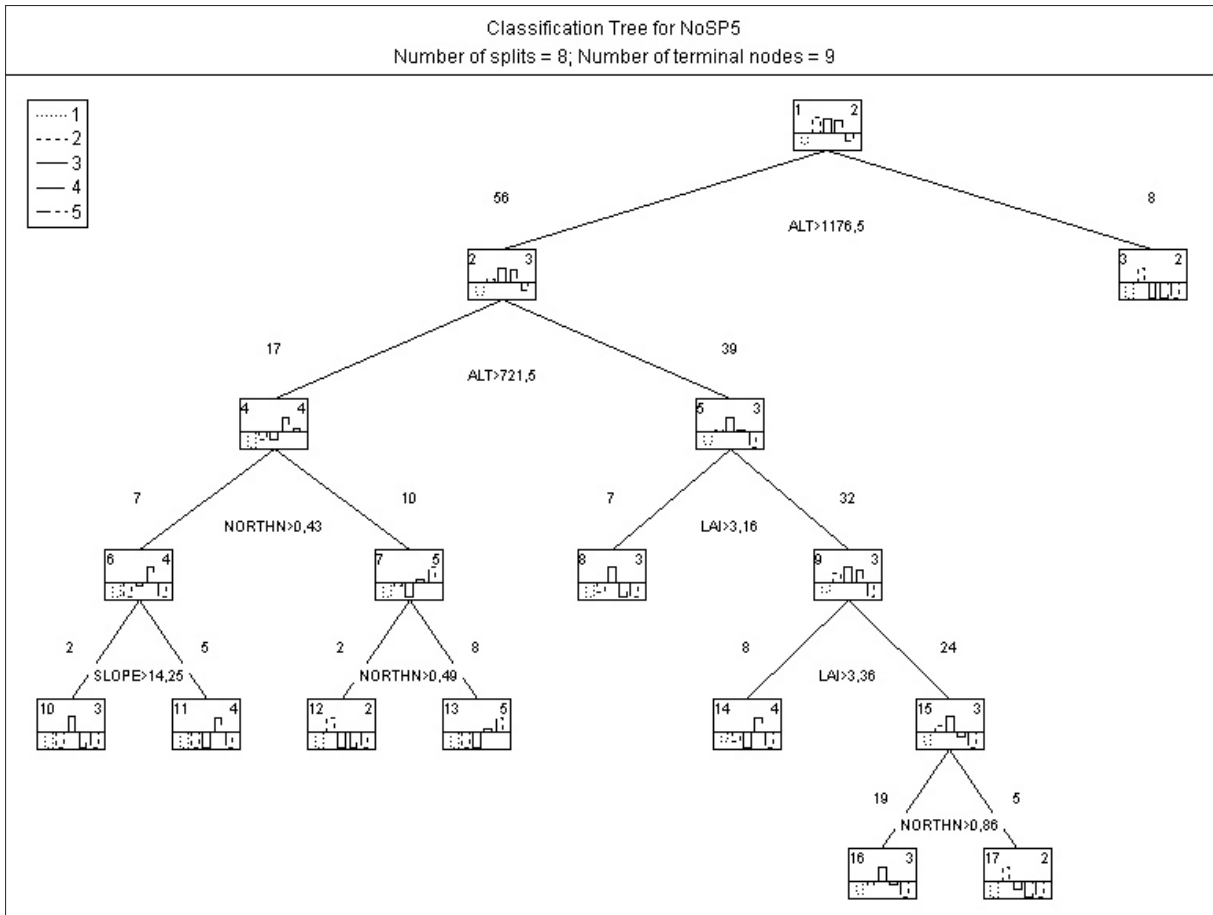 Classification Tree for NoSP5
Number of splits = 8; Number of terminal nodes = 9
1
2
3
4
5
1 2
56 8
ALT>1176,5
2 3
3 2
17 39
ALT>721,5
4 4
5 3
7 10 7 32
NORTHN>0,43 LAI>3,16
6 4
7 5
8 3
9 3
2 5 2 8 8 24
SLOPE>14,25 NORTHN>0,49 LAI>3,36
10 3
11 4
12 2
13 5
14 4
15 3
19 5
NORTHN>0,86
16 3
17 2